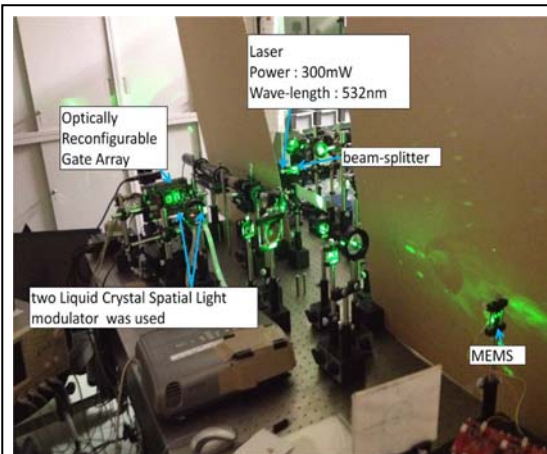 Laser
Power : 300mW
Wave-length : 532nm
Optically
Reconfigurable
Gate Array
beam-splitter
two Liquid Crystal Spatial Light
modulator was used
MEMS